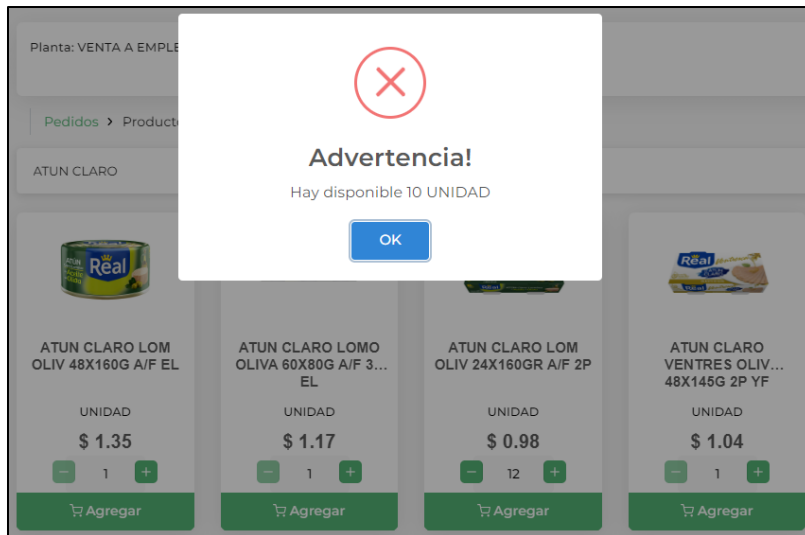 Planta: VENTA A EMPLE
Advertencia!
Hay disponible 10 UNIDAD
OK
Pedidos > Product
ATUN CLARO
Real
Real
ATUN CLARO LOM
OLIV 48X160G A/F EL
UNIDAD
$ 1.35
1
Agregar
ATUN CLARO LOMO
OLIVA 60X80G A/F 3...
EL
UNIDAD
$ 1.17
1
Agregar
ATUN CLARO LOM
OLIV 24X160GR A/F 2P
UNIDAD
$ 0.98
12
Agregar
ATUN CLARO
VENTRES OLIV...
48X145G 2P YF
UNIDAD
$ 1.04
1
Agregar